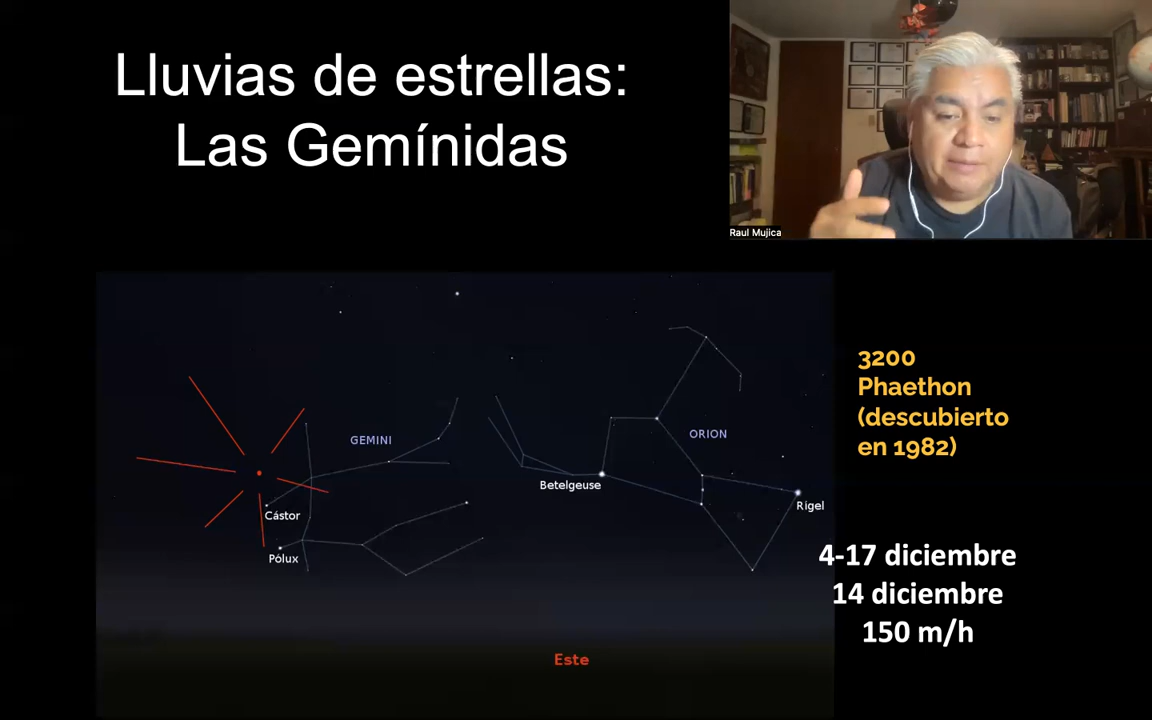 Lluvias de estrellas:
Las Gemínidas
Raul Mujica
GEMINI
ORION
Betelgeuse
Rigel
Cástor
Pólux
Este
3200
Phaethon
(descubierto
en 1982)
4-17 diciembre
14 diciembre
150 m/h